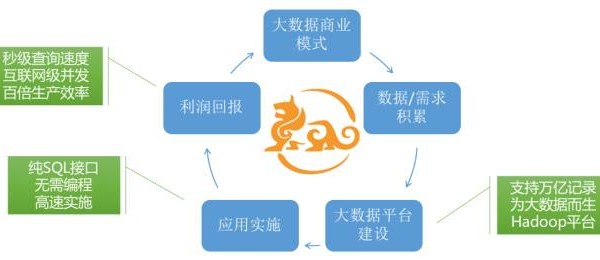 大数据商业
模式
秒级查询速度
互联网级并发
百倍生产效率
利润回报
数据/需求
积累
纯SQL接口
无需编程
高速实施
应用实施
大数据平台
建设
支持万亿记录
为大数据而生
Hadoop平台